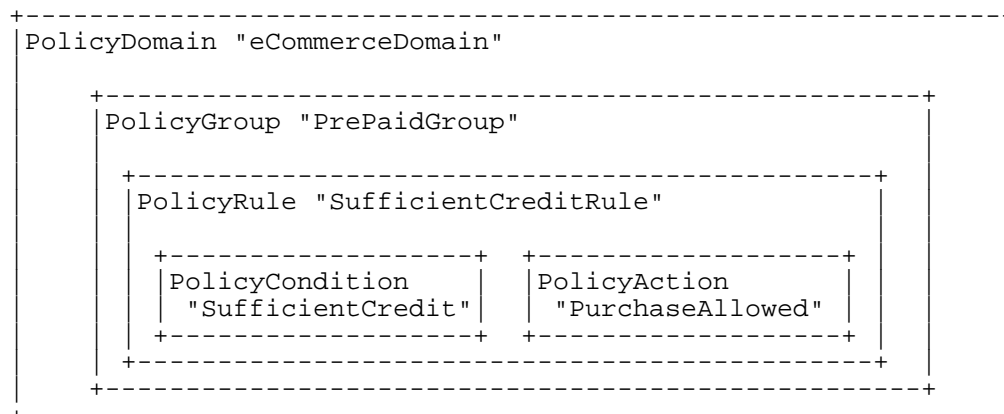 PolicyDomain "eCommerceDomain"
PolicyGroup "PrePaidGroup"
PolicyRule "SufficientCreditRule"
PolicyCondition PolicyAction
"SufficientCredit" "PurchaseAllowed"